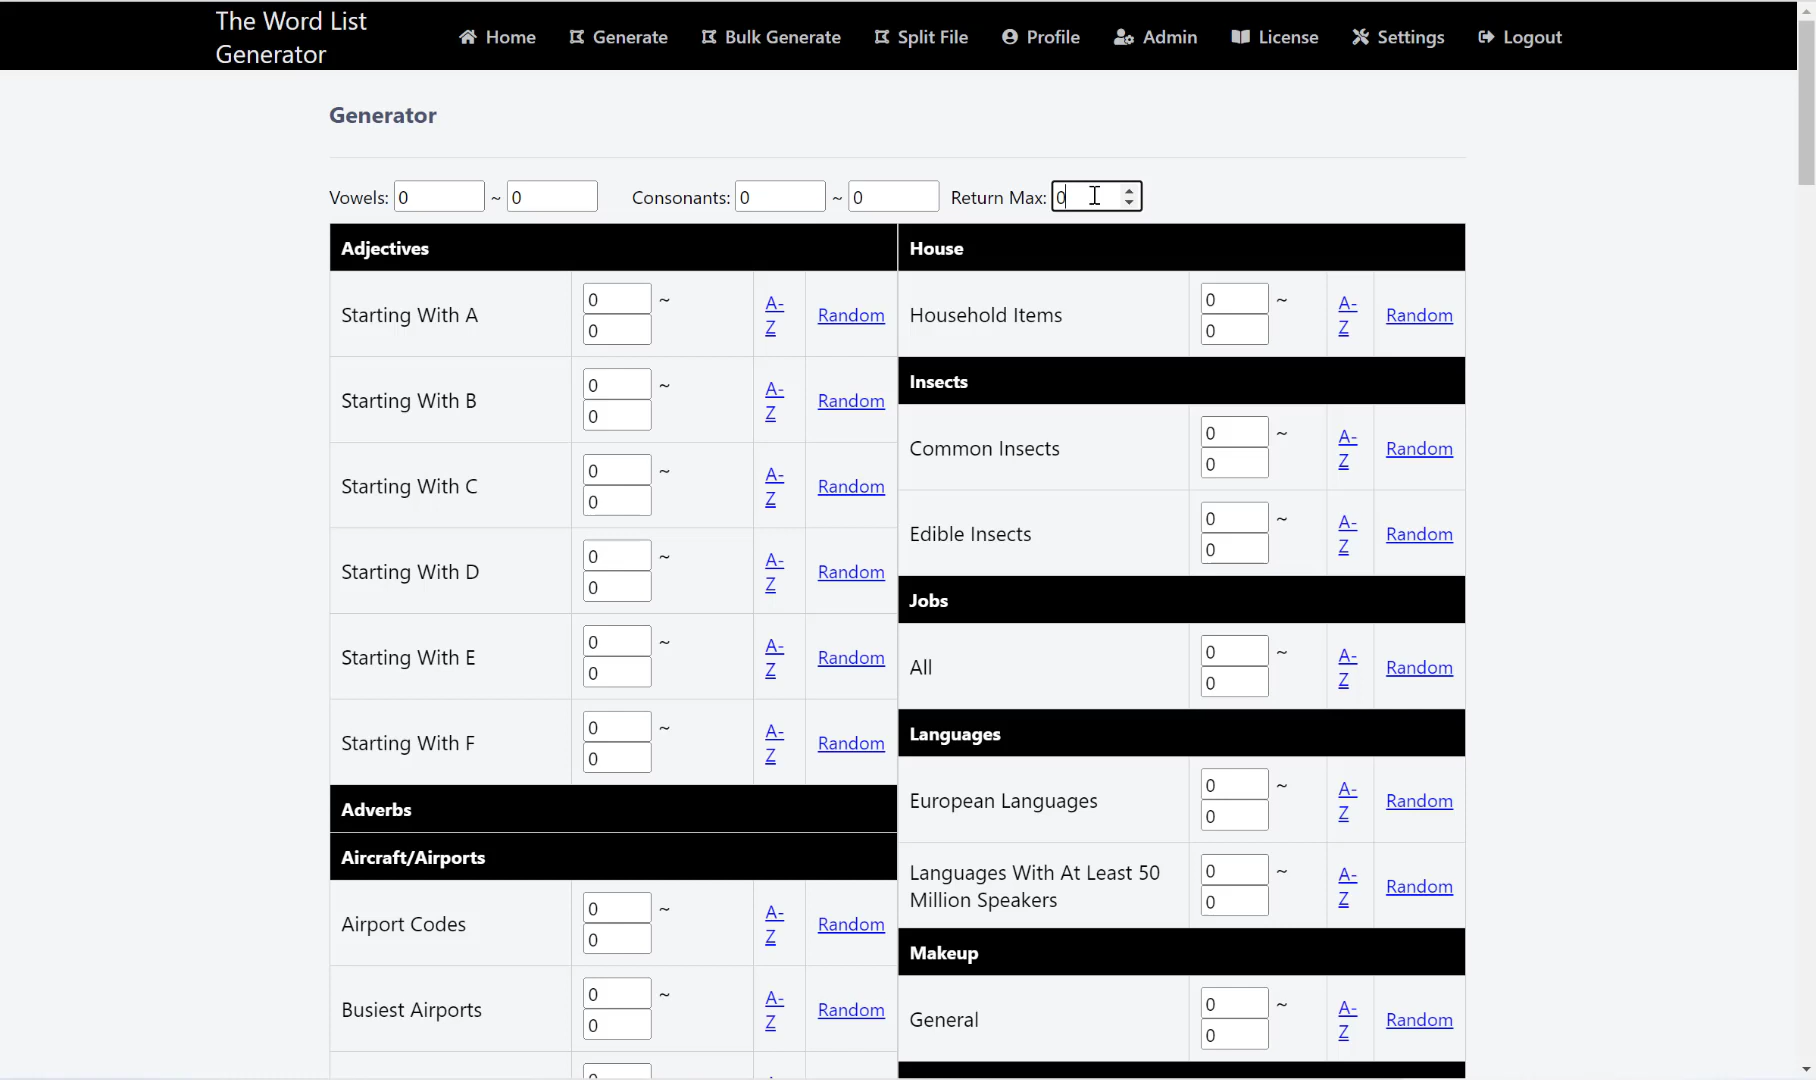 The Word List
Generator
Home
Generate
Bulk Generate
Split File
Profile
Admin
License
Settings
Logout
Generator
Vowels: 0 ~ 0 Consonants: 0 ~ 0 Return Max: 0
Adjectives
Starting With A 0 ~ A- Random
0 Z
Starting With B 0 ~ A- Random
0 Z
Starting With C 0 ~ A- Random
0 Z
Starting With D 0 ~ A- Random
0 Z
Starting With E 0 ~ A- Random
0 Z
Starting With F 0 ~ A- Random
0 Z
Adverbs
Aircraft/Airports
Airport Codes 0 ~ A- Random
0 Z
Busiest Airports 0 ~ A- Random
0 Z
House
Household Items 0 ~ A- Random
0 Z
Insects
Common Insects 0 ~ A- Random
0 Z
Edible Insects 0 ~ A- Random
0 Z
Jobs
All 0 ~ A- Random
0 Z
Languages
European Languages 0 ~ A- Random
0 Z
Languages With At Least 50 0 ~ A- Random
Million Speakers 0 Z
Makeup
General 0 ~ A- Random
0 Z